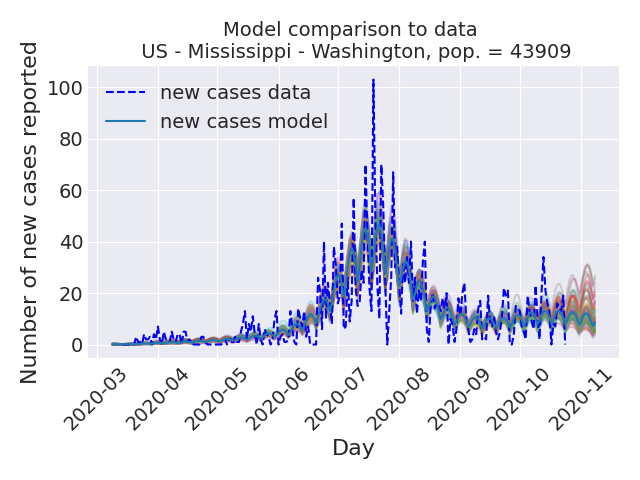 Model comparison to data
US - Mississippi - Washington, pop. = 43909
Number of new cases reported
100
80
60
40
20
0
new cases data
new cases model
2020-03
2020-04
2020-05
2020-06
2020-07
2020-08
2020-09
2020-10
2020-11
Day